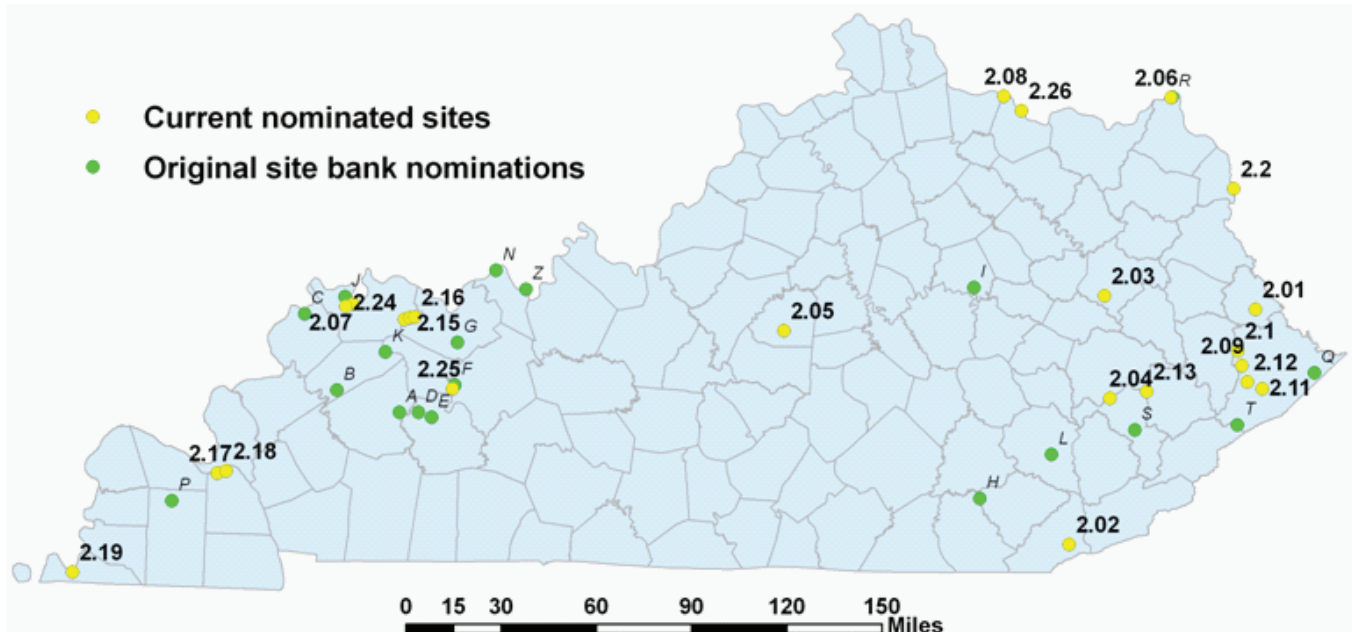 2.08
2.26
2.06 R
Current nominated sites
Original site bank nominations
2.2
N
Z
I
2.03
J
C
2.24
2.16
2.01
2.07
2.15
G
2.05
K
2.1
2.09
2.25
F
2.12
Q
B
2.04
2.13
2.11
A
D
E
S
T
2.17
2.18
L
P
H
2.02
2.19
0 15 30 60 90 120 150
Miles